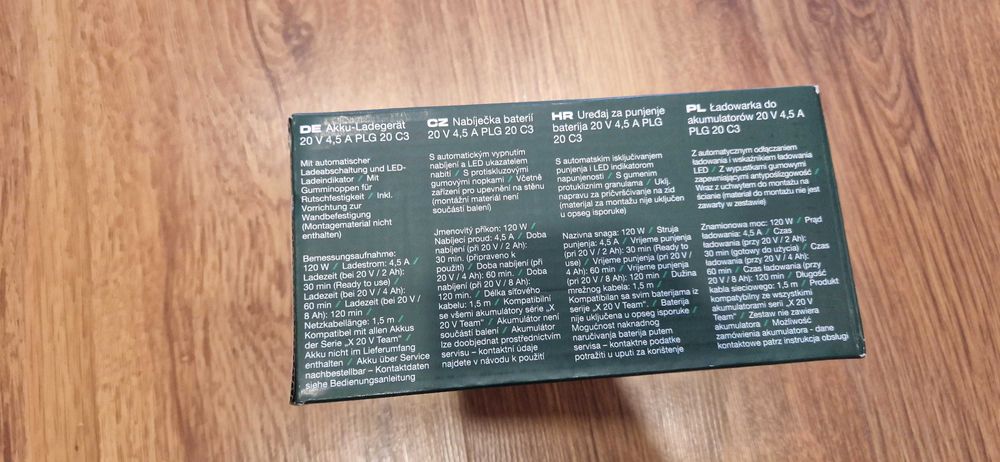 DE Akku-Ladegerät
20 V 4,5 A PLG 20 C3
Mit automatischer
Ladeabschaltung und LED-
Ladeindikator / Mit
Gumminoppen für
Rutschfestigkeit / Inkl.
Vorrichtung zur
Wandbefestigung
(Montagematerial nicht
enthalten)
Bemessungsaufnahme:
120 W / Ladestrom: 4,5 A /
Ladezeit (bei 20 V / 2 Ah):
30 min (Ready to use) /
Ladezeit (bei 20 V / 4 Ah):
60 min / Ladezeit (bei 20 V /
8 Ah): 120 min /
Netzkabellänge: 1,5 m /
Kompatibel mit allen Akkus
der Serie „X 20 V Team“ /
Akku nicht im Lieferumfang
enthalten / Akku über Service
nachbestellbar – Kontaktdaten
siehe Bedienungsanleitung
CZ Nabíječka baterií
20 V 4,5 A PLG 20 C3
S automatickým vypnutím
nabíjení a LED ukazatelem
nabití / S protiskluzovými
gumovými nopkami / Včetně
zařízení pro upevnění na stěnu
(montážní materiál není
součástí balení)
Jmenovitý příkon: 120 W /
Nabíjecí proud: 4,5 A / Doba
nabíjení (při 20 V / 2 Ah):
30 min. (připraveno k
použití) / Doba nabíjení (při
20 V / 4 Ah): 60 min. / Doba
nabíjení (při 20 V / 8 Ah):
120 min. / Délka síťového
kabelu: 1,5 m / Kompatibilní
se všemi akumulátory série „X
20 V Team“ / Akumulátor není
součástí balení / Akumulátor
lze doobjednat prostřednictvím
servisu – kontaktní údaje
najdete v návodu k použití
HR Uređaj za punjenje
baterija 20 V 4,5 A PLG
20 C3
S automatskim isključivanjem
punjenja i LED indikatorom
napunjenosti / S gumenim
protukliznim granulama / Uklj.
napravu za pričvršćivanje na zid
(materijal za montažu nije uključen
u opseg isporuke)
Nazivna snaga: 120 W / Struja
punjenja: 4,5 A / Vrijeme punjenja
(pri 20 V / 2 Ah): 30 min (Ready to
use) / Vrijeme punjenja (pri 20 V /
4 Ah): 60 min / Vrijeme punjenja
(pri 20 V / 8 Ah): 120 min / Dužina
mrežnog kabela: 1,5 m /
Kompatibilan sa svim baterijama iz
serije „X 20 V Team“. / Baterija
nije uključena u opseg isporuke /
Mogućnost naknadnog
naručivanja baterija putem
servisa – kontaktne podatke
potražiti u uputi za korištenje
PL Ładowarka do
akumulatorów 20 V 4,5 A
PLG 20 C3
Z automatycznym odłączaniem
ładowania i wskaźnikiem ładowania
LED / Z wypustkami gumowymi
zapewniającymi antypoślizgowość /
Wraz z uchwytem do montażu na
ścianie (materiał do montażu nie jest
zawarty w zestawie)
Znamionowa moc: 120 W / Prąd
ładowania: 4,5 A / Czas
ładowania (przy 20 V / 2 Ah):
30 min (gotowy do użycia) / Czas
ładowania (przy 20 V / 4 Ah):
60 min / Czas ładowania (przy
20 V / 8 Ah): 120 min / Długość
kabla sieciowego: 1,5 m / Produkt
kompatybilny ze wszystkimi
akumulatorami serii „X 20 V
Team“ / Zestaw nie zawiera
akumulatora / Możliwość
zamówienia akumulatora - dane
kontaktowe patrz instrukcja obsługi